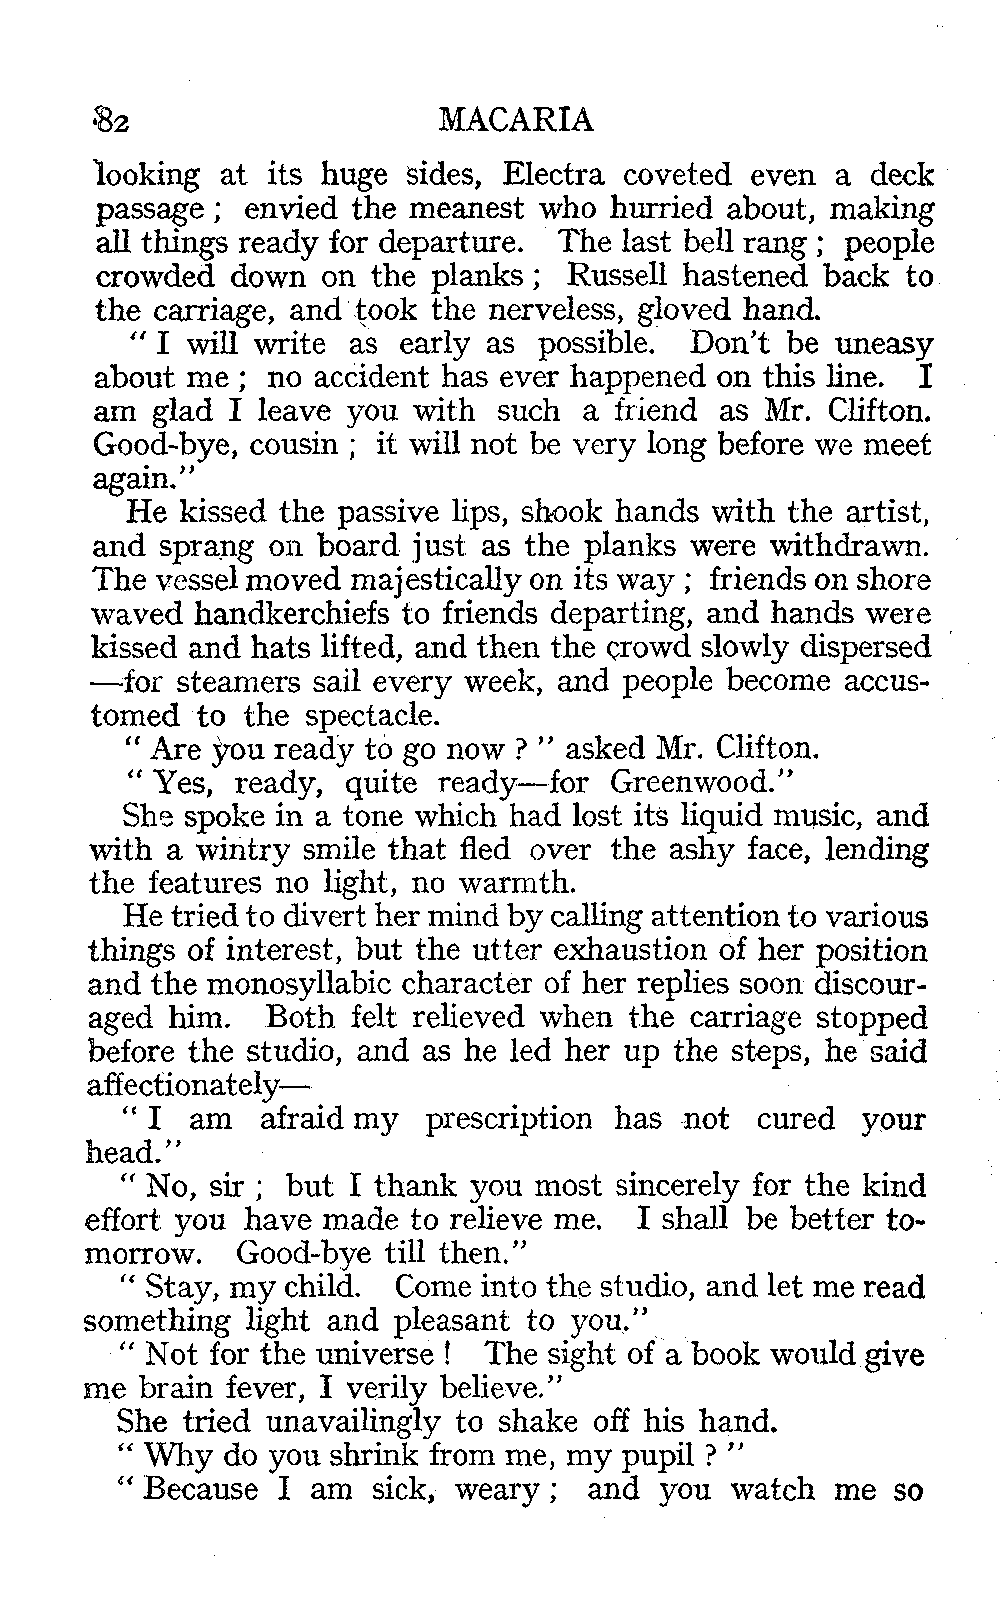 82 MACARIA
looking at its huge sides, Electra coveted even a deck
passage ; envied the meanest who hurried about, making
all things ready for departure. The last bell rang ; people
crowded down on the planks ; Russell hastened back to
the carriage, and took the nerveless, gloved hand.
" I will write as early as possible. Don't be uneasy
about me ; no accident has ever happened on this line. I
am glad I leave you with such a friend as Mr. Clifton.
Good-bye, cousin ; it will not be very long before we meet
again."
He kissed the passive lips, shook hands with the artist,
and sprang on board just as the planks were withdrawn.
The vessel moved majestically on its way ; friends on shore
waved handkerchiefs to friends departing, and hands were
kissed and hats lifted, and then the crowd slowly dispersed
—for steamers sail every week, and people become accus-
tomed to the spectacle.
" Are you ready to go now ? " asked Mr. Clifton.
" Yes, ready, quite ready—for Greenwood."
She spoke in a tone which had lost its liquid music, and
with a wintry smile that fled over the ashy face, lending
the features no light, no warmth.
He tried to divert her mind by calling attention to various
things of interest, but the utter exhaustion of her position
and the monosyllabic character of her replies soon discour-
aged him. Both felt relieved when the carriage stopped
before the studio, and as he led her up the steps, he said
affectionately—
" I am afraid my prescription has not cured your
head."
" No, sir ; but I thank you most sincerely for the kind
effort you have made to relieve me. I shall be better to-
morrow. Good-bye till then."
" Stay, my child. Come into the studio, and let me read
something light and pleasant to you."
" Not for the universe ! The sight of a book would give
me brain fever, I verily believe."
She tried unavailingly to shake off his hand.
" Why do you shrink from me, my pupil ? "
" Because I am sick, weary ; and you watch me so